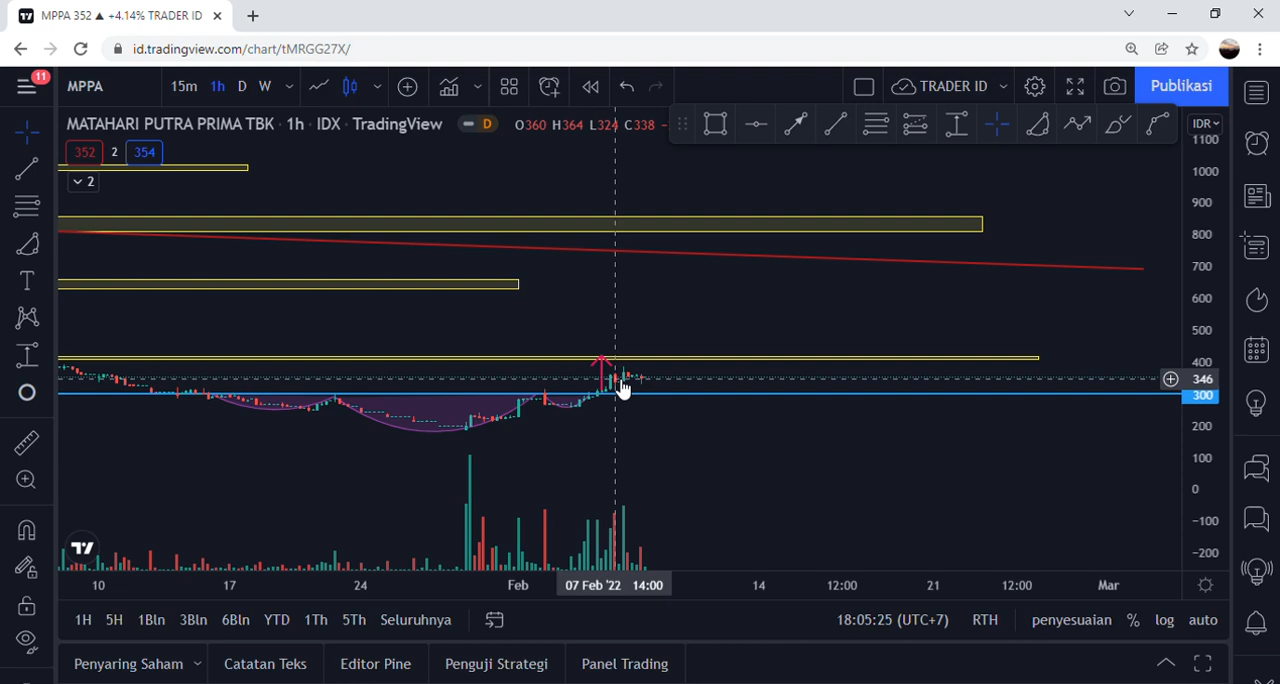 MPPA 352 ▲ +4.14% TRADER ID
id.tradingview.com/chart/tMRGG27X/
11
MPPA
15m 1h D W
TRADER ID
Publikasi
MATAHARI PUTRA PRIMA TBK · 1h · IDX · TradingView
D
O360 H364 L324 C338
IDR
352 2 354
2
1100
1000
900
800
700
600
500
400
346
300
200
100
0
−100
−200
10 17 24 Feb 07 Feb '22 14:00 14 12:00 21 12:00 Mar
1H 5H 1Bln 3Bln 6Bln YTD 1Th 5Th Seluruhnya
18:05:25 (UTC+7) RTH penyesuaian % log auto
Penyaring Saham Catatan Teks Editor Pine Penguji Strategi Panel Trading